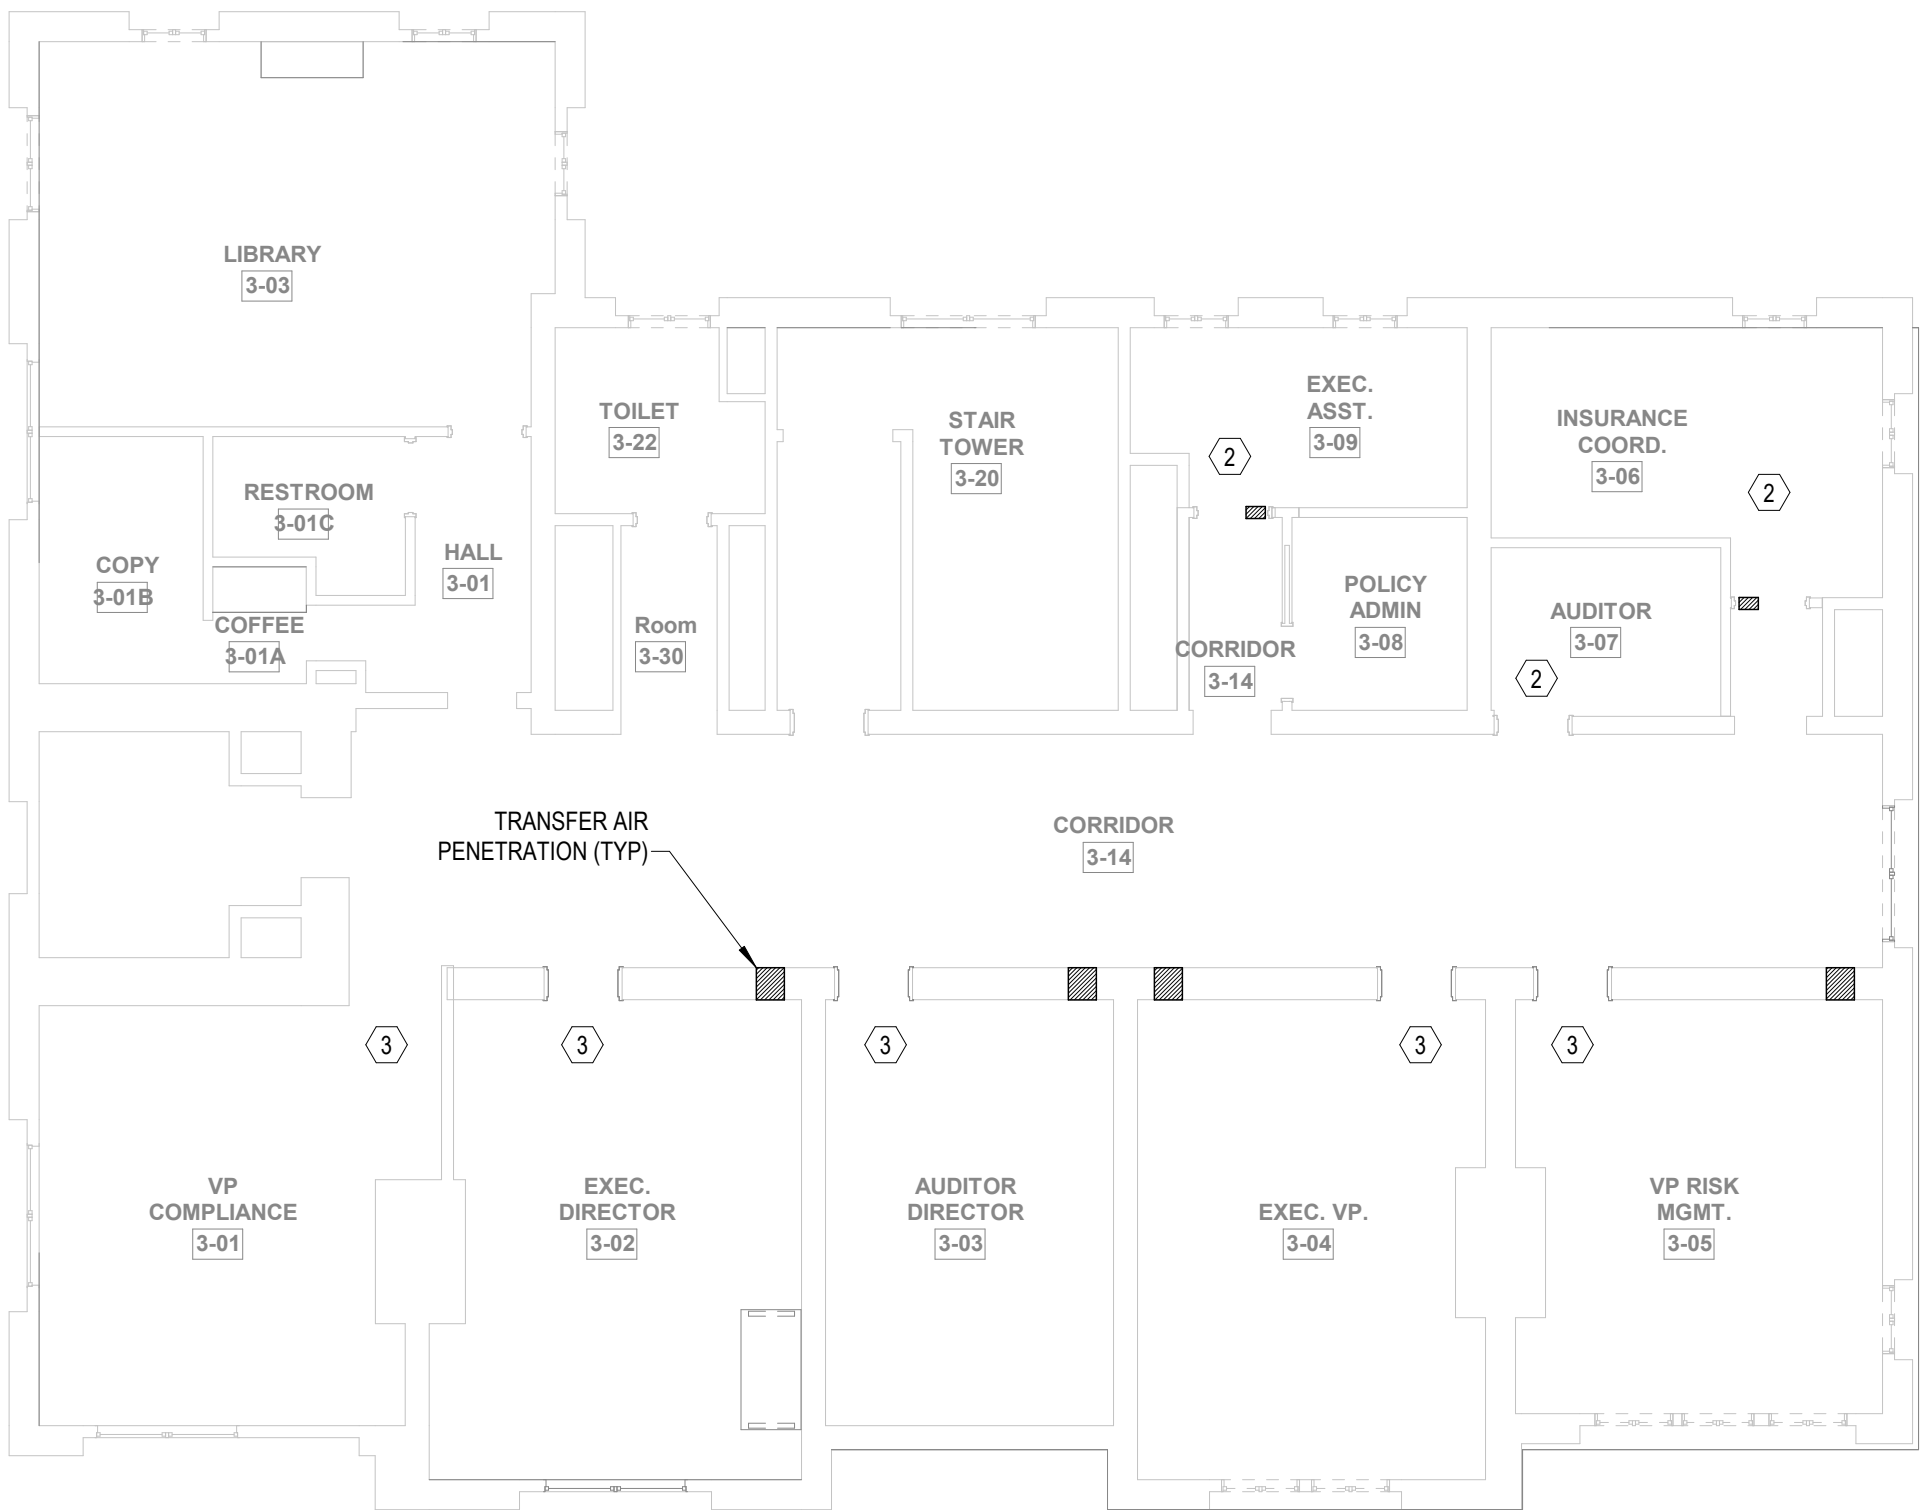 LIBRARY
3-03
EXEC.
ASST.
3-09
TOILET
3-22
STAIR
TOWER
3-20
INSURANCE
COORD.
3-06
2
2
RESTROOM
3-01C
COPY
3-01B
HALL
3-01
COFFEE
3-01A
Room
3-30
POLICY
ADMIN
3-08
CORRIDOR
3-14
AUDITOR
3-07
2
TRANSFER AIR
PENETRATION (TYP)
CORRIDOR
3-14
3
3
3
3
3
VP
COMPLIANCE
3-01
EXEC.
DIRECTOR
3-02
AUDITOR
DIRECTOR
3-03
EXEC. VP.
3-04
VP RISK
MGMT.
3-05